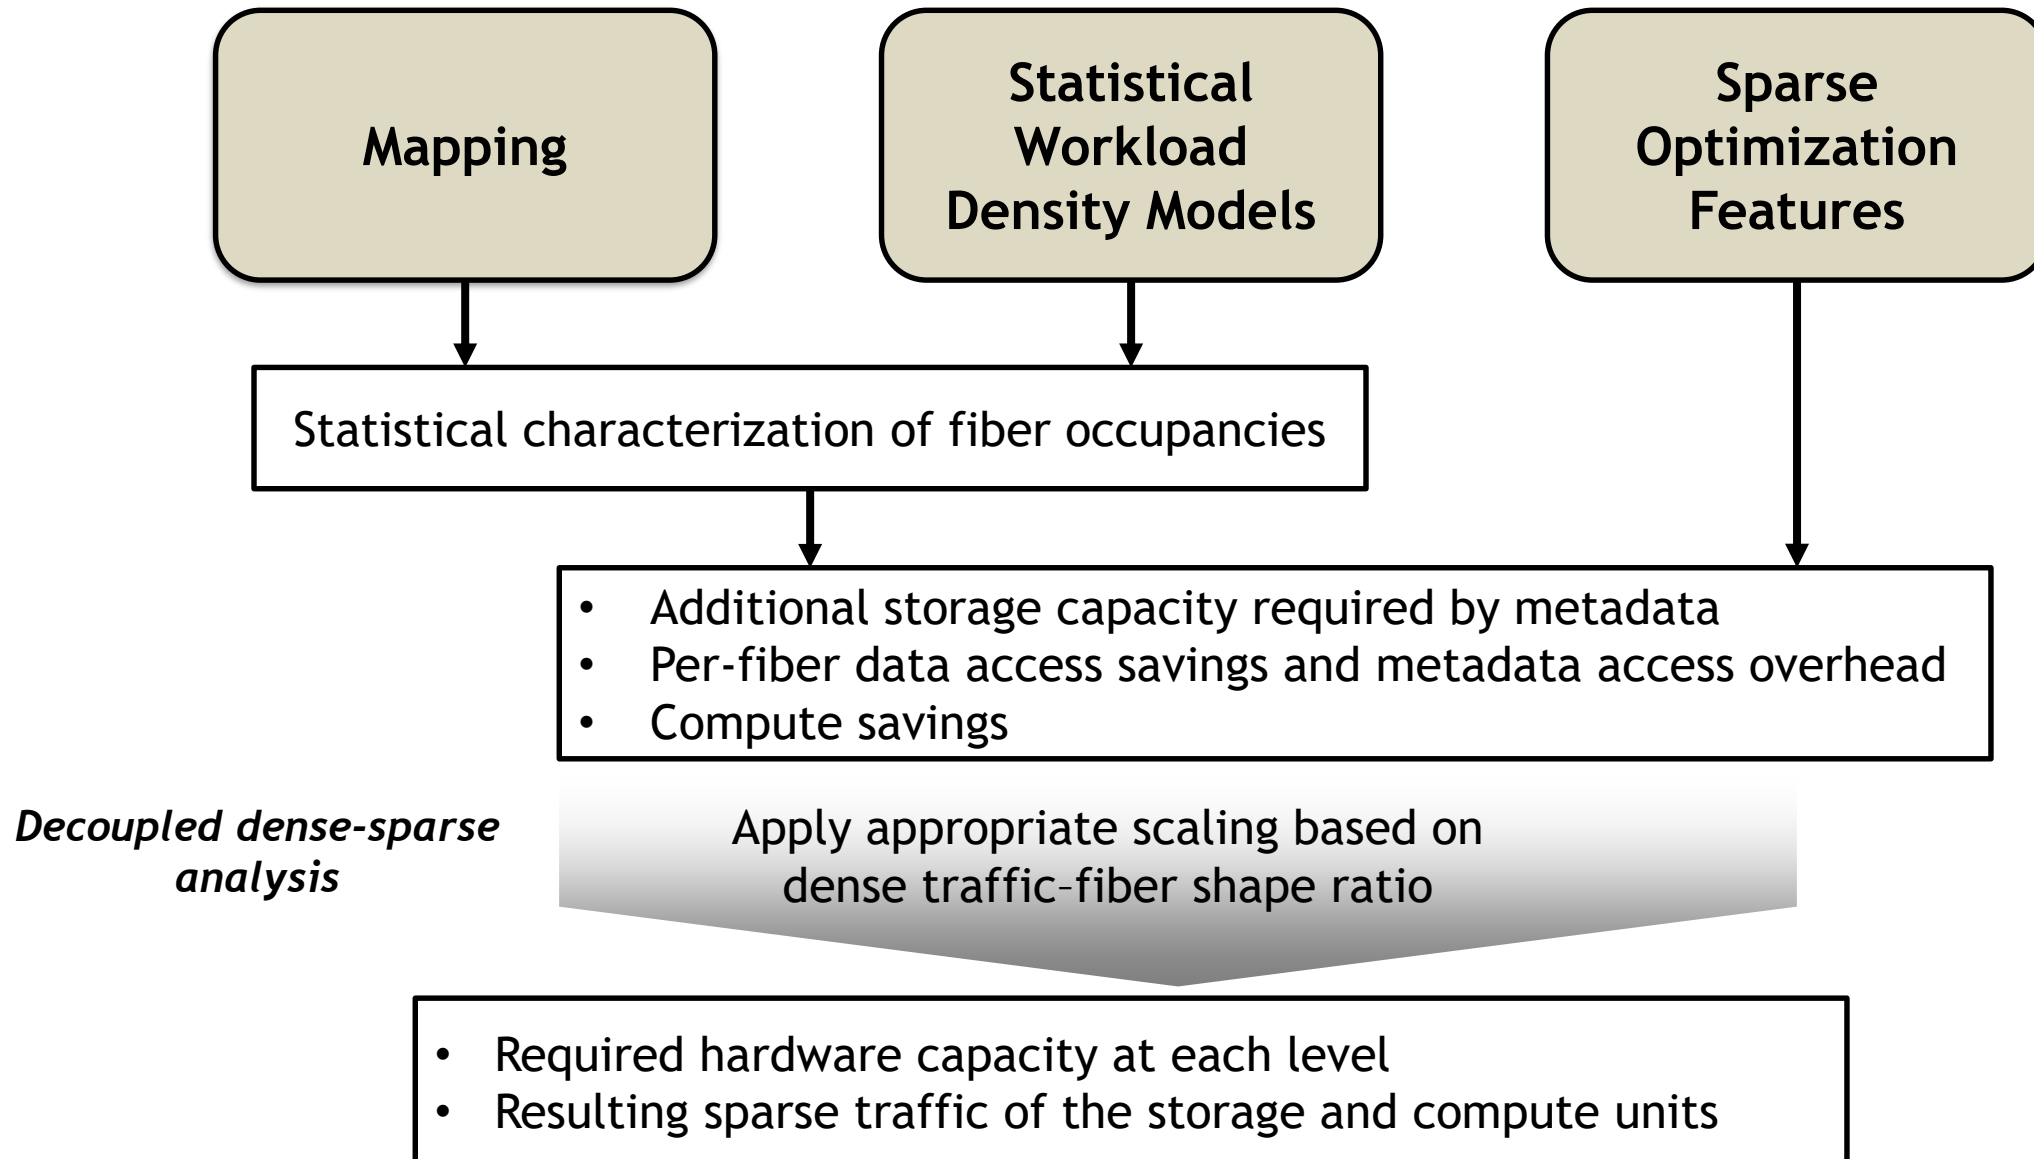 Mapping
Statistical
Workload
Density Models
Sparse
Optimization
Features
Statistical characterization of fiber occupancies
• Additional storage capacity required by metadata
• Per-fiber data access savings and metadata access overhead
• Compute savings
Decoupled dense-sparse
analysis
Apply appropriate scaling based on
dense traffic–fiber shape ratio
• Required hardware capacity at each level
• Resulting sparse traffic of the storage and compute units